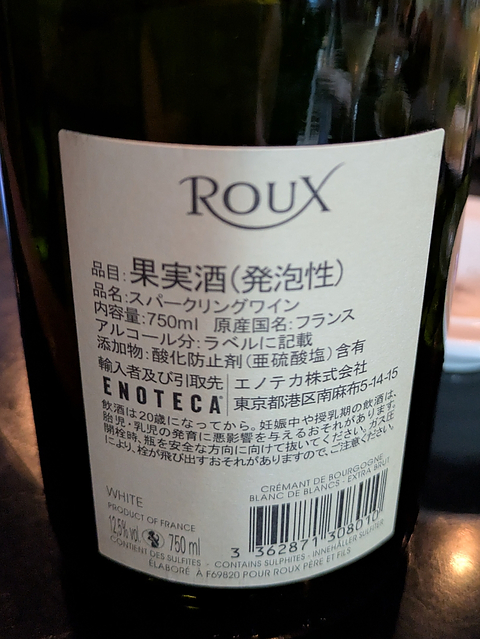 ROUX
品目:果実酒(発泡性)
品名:スパークリングワイン
内容量:750ml 原産国名:フランス
アルコール分:ラベルに記載
添加物:酸化防止剤(亜硫酸塩)含有
輸入者及び引取先
ENOTECA
エノテカ株式会社
東京都港区南麻布5-14-15
飲酒は20歳になってから。妊娠中や授乳期の飲酒は、
胎児・乳児の発育に悪影響を与えるおそれがあります。
開栓時、瓶を安全な方向に向けて抜いてください。ガス圧
により、栓が飛び出すおそれがありますので、ご注意ください。
CRÉMANT DE BOURGOGNE
BLANC DE BLANCS - EXTRA BRUT
WHITE
PRODUCT OF FRANCE
12,5% vol. 750 ml
3 362871 308010
CONTIENT DES SULFITES - CONTAINS SULPHITES - INNEHÅLLER SULFITER
ÉLABORÉ À F69820 POUR ROUX PÈRE ET FILS